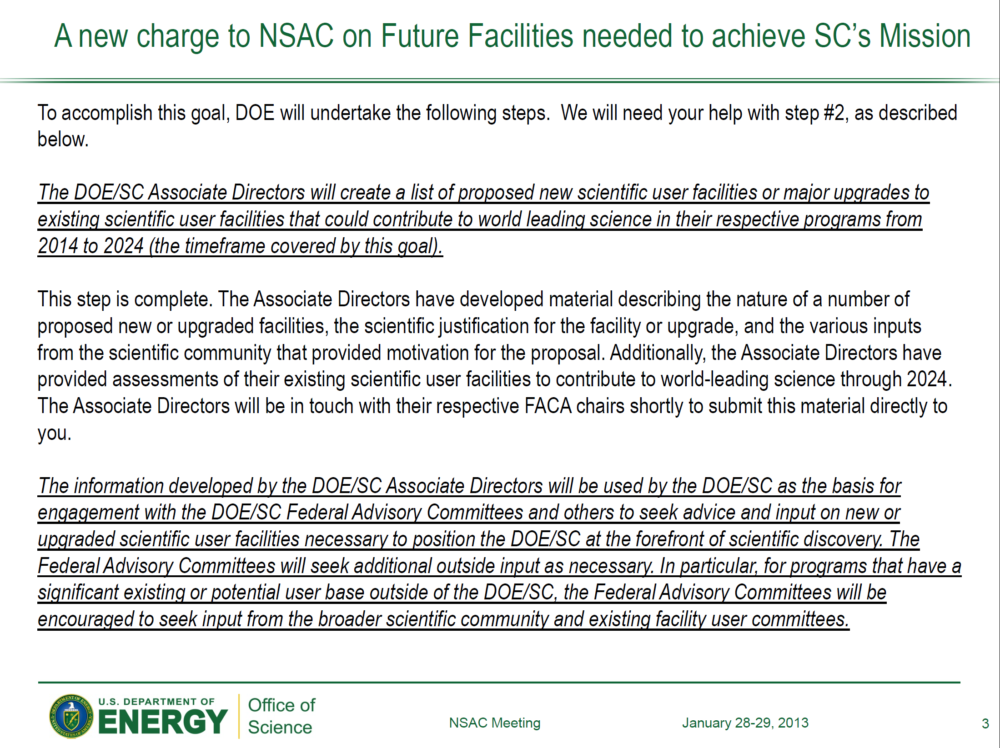 A new charge to NSAC on Future Facilities needed to achieve SC’s Mission
To accomplish this goal, DOE will undertake the following steps.  We will need your help with step #2, as described
below.
The DOE/SC Associate Directors will create a list of proposed new scientific user facilities or major upgrades to
existing scientific user facilities that could contribute to world leading science in their respective programs from
2014 to 2024 (the timeframe covered by this goal).
This step is complete. The Associate Directors have developed material describing the nature of a number of
proposed new or upgraded facilities, the scientific justification for the facility or upgrade, and the various inputs
from the scientific community that provided motivation for the proposal. Additionally, the Associate Directors have
provided assessments of their existing scientific user facilities to contribute to world-leading science through 2024.
The Associate Directors will be in touch with their respective FACA chairs shortly to submit this material directly to
you.
The information developed by the DOE/SC Associate Directors will be used by the DOE/SC as the basis for
engagement with the DOE/SC Federal Advisory Committees and others to seek advice and input on new or
upgraded scientific user facilities necessary to position the DOE/SC at the forefront of scientific discovery. The
Federal Advisory Committees will seek additional outside input as necessary. In particular, for programs that have a
significant existing or potential user base outside of the DOE/SC, the Federal Advisory Committees will be
encouraged to seek input from the broader scientific community and existing facility user committees.
DEPARTMENT OF ENERGY
UNITED STATES OF AMERICA
U.S. DEPARTMENT OF
ENERGY
Office of
Science
NSAC Meeting
January 28-29, 2013
3